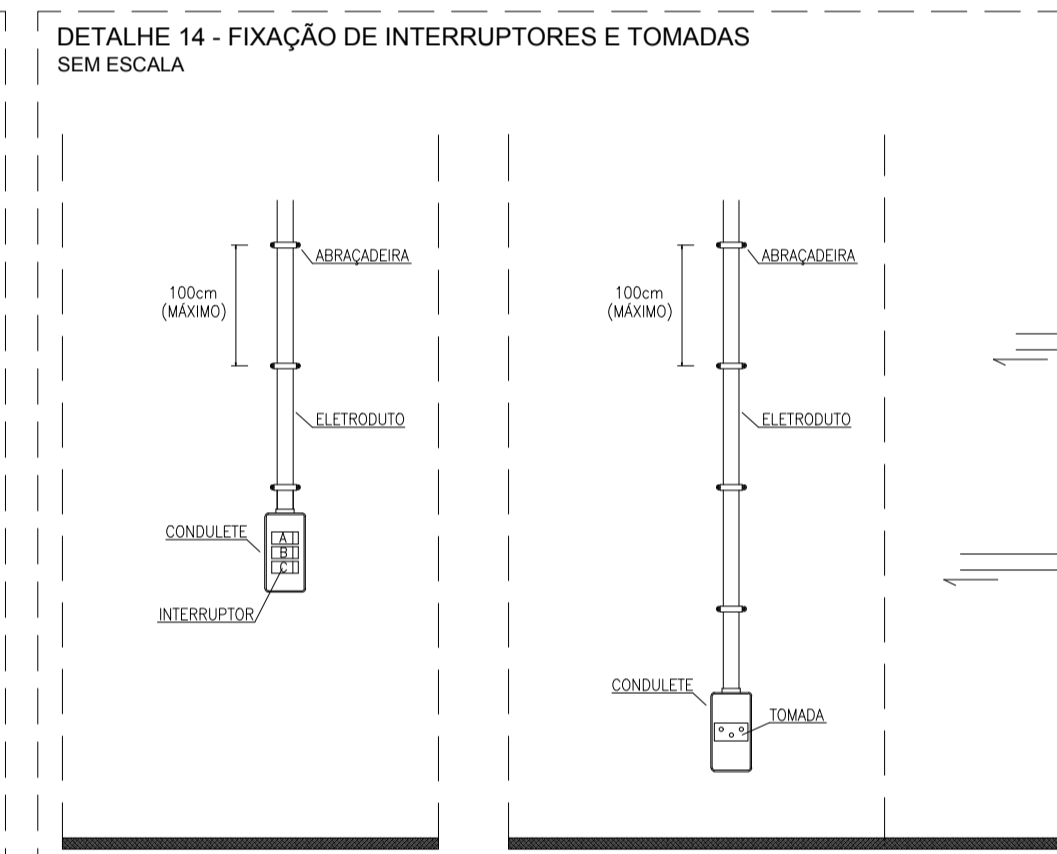 DETALHE 14 - FIXAÇÃO DE INTERRUPTORES E TOMADAS
SEM ESCALA
ABRAÇADEIRA
100cm
(MÁXIMO)
ELETRODUTO
CONDULETE
A
B
C
INTERRUPTOR
ABRAÇADEIRA
100cm
(MÁXIMO)
ELETRODUTO
CONDULETE
TOMADA